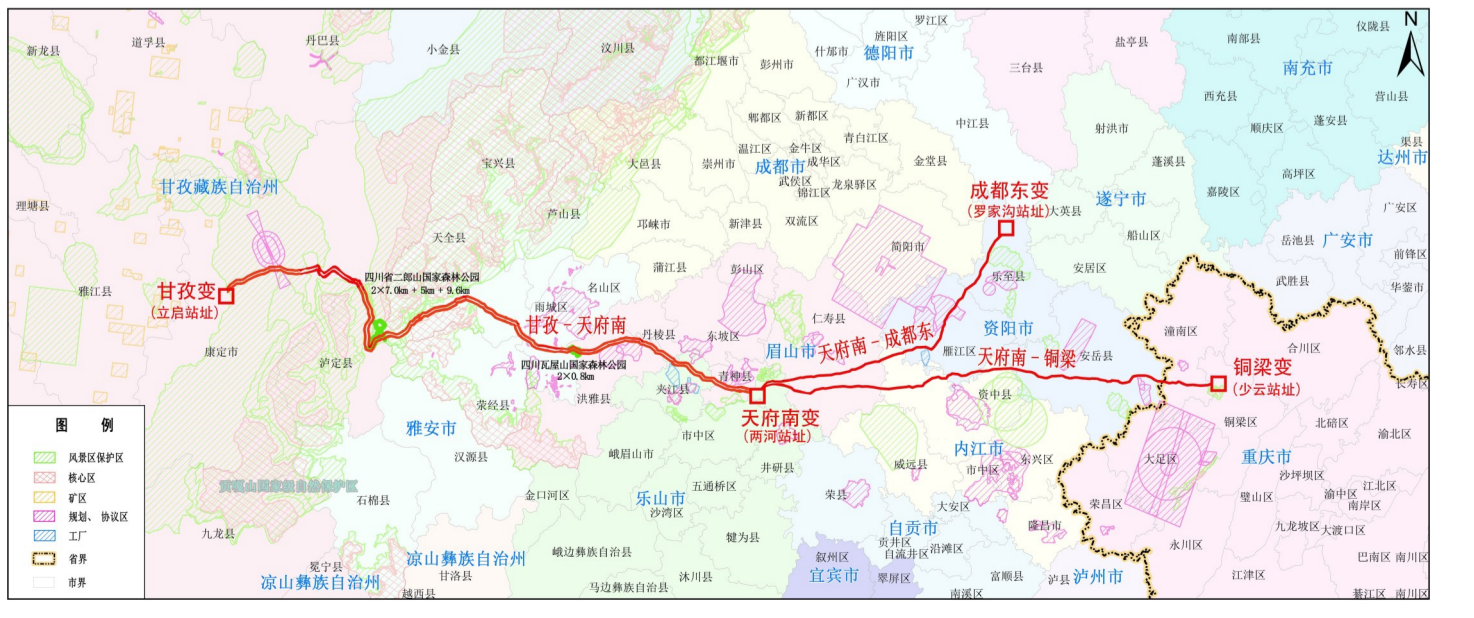 新龙县
道孚县
丹巴县
小金县
汶川县
都江堰市
彭州市
什邡市
旌阳区
罗江区
德阳市
广汉市
三台县
盐亭县
南部县
仪陇县
N
南充市
西充县
营山县
中江县
射洪市
顺庆区
蓬安县
渠县
达州市
郫都区
新都区
青白江区
温江区
金牛区
成都市
成华区
金堂县
武侯区
锦江区
龙泉驿区
大邑县
崇州市
宝兴县
蓬溪县
高坪区
嘉陵区
遂宁市
甘孜藏族自治州
理塘县
成都东变
(罗家沟站址)
大英县
广安区
芦山县
邛崃市
新津县
双流区
天全县
简阳市
船山区
岳池县
广安市
前锋区
蒲江县
彭山区
安居区
乐至县
武胜县
华蓥市
四川省二郎山国家森林公园
2×7.0km + 5km + 9.6km
甘孜变
(立启站址)
雅江县
名山区
雨城区
甘孜-天府南
丹棱县
东坡区
仁寿县
眉山市
天府南-成都东
资阳市
雁江区
天府南-铜梁
安岳县
潼南区
合川区
邻水县
康定市
泸定县
四川瓦屋山国家森林公园
2×0.8km
青神县
夹江县
洪雅县
荥经县
天府南变
(两河站址)
资中县
铜梁变
(少云站址)
长寿区
铜梁区
北碚区
渝北区
图 例
风景区保护区
核心区
矿区
规划、协议区
工厂
省界
市界
雅安市
汉源县
市中区
峨眉山市
井研县
威远县
内江市
市中区
东兴区
大足区
重庆市
沙坪坝区
贡嘎山国家级自然保护区
石棉县
金口河区
乐山市
五通桥区
沙湾区
荣县
大安区
荣昌区
璧山区
渝中区
江北区
南岸区
九龙县
犍为县
自贡市
隆昌市
九龙坡区
大渡口区
贡井区
自流井区
沿滩区
永川区
凉山彝族自治州
甘洛县
峨边彝族自治县
叙州区
巴南区
南川区
冕宁县
凉山彝族自治州
越西县
马边彝族自治县
沐川县
宜宾市
翠屏区
富顺县
南溪区
泸县
泸州市
江津区
綦江区
南川区